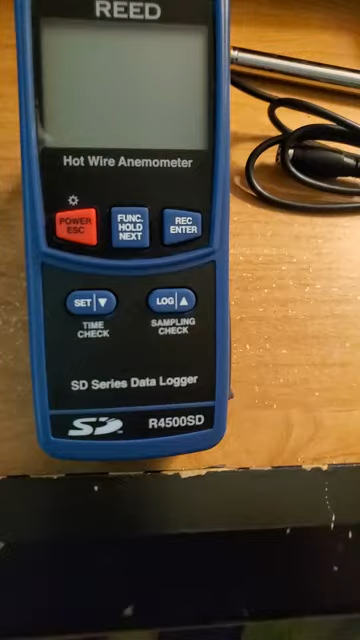 REED
Hot Wire Anemometer
POWER
ESC
FUNC.
HOLD
NEXT
REC
ENTER
SET ▼
LOG ▲
TIME
CHECK
SAMPLING
CHECK
SD Series Data Logger
SD
R4500SD